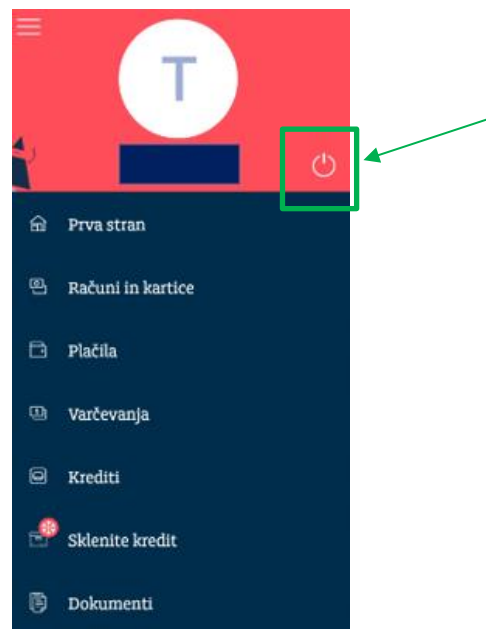 T
Prva stran
Računi in kartice
Plačila
Varčevanja
Krediti
Sklenite kredit
Dokumenti